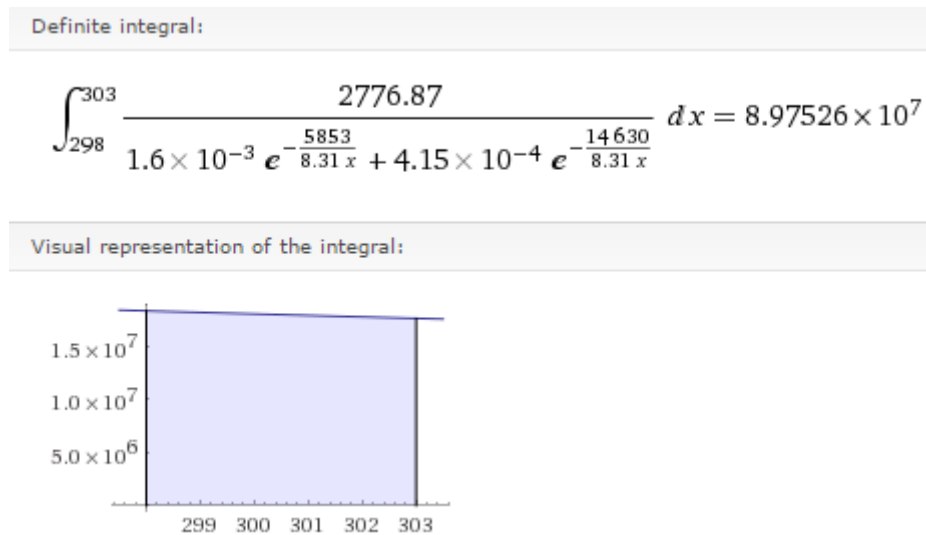 Definite integral:
∫_{298}^{303} 2776.87 / (1.6 × 10^{-3} e^{-5853/(8.31 x)} + 4.15 × 10^{-4} e^{-14630/(8.31 x)}) dx = 8.97526 × 10^7
Visual representation of the integral:
1.5 × 10^7
1.0 × 10^7
5.0 × 10^6
299 300 301 302 303